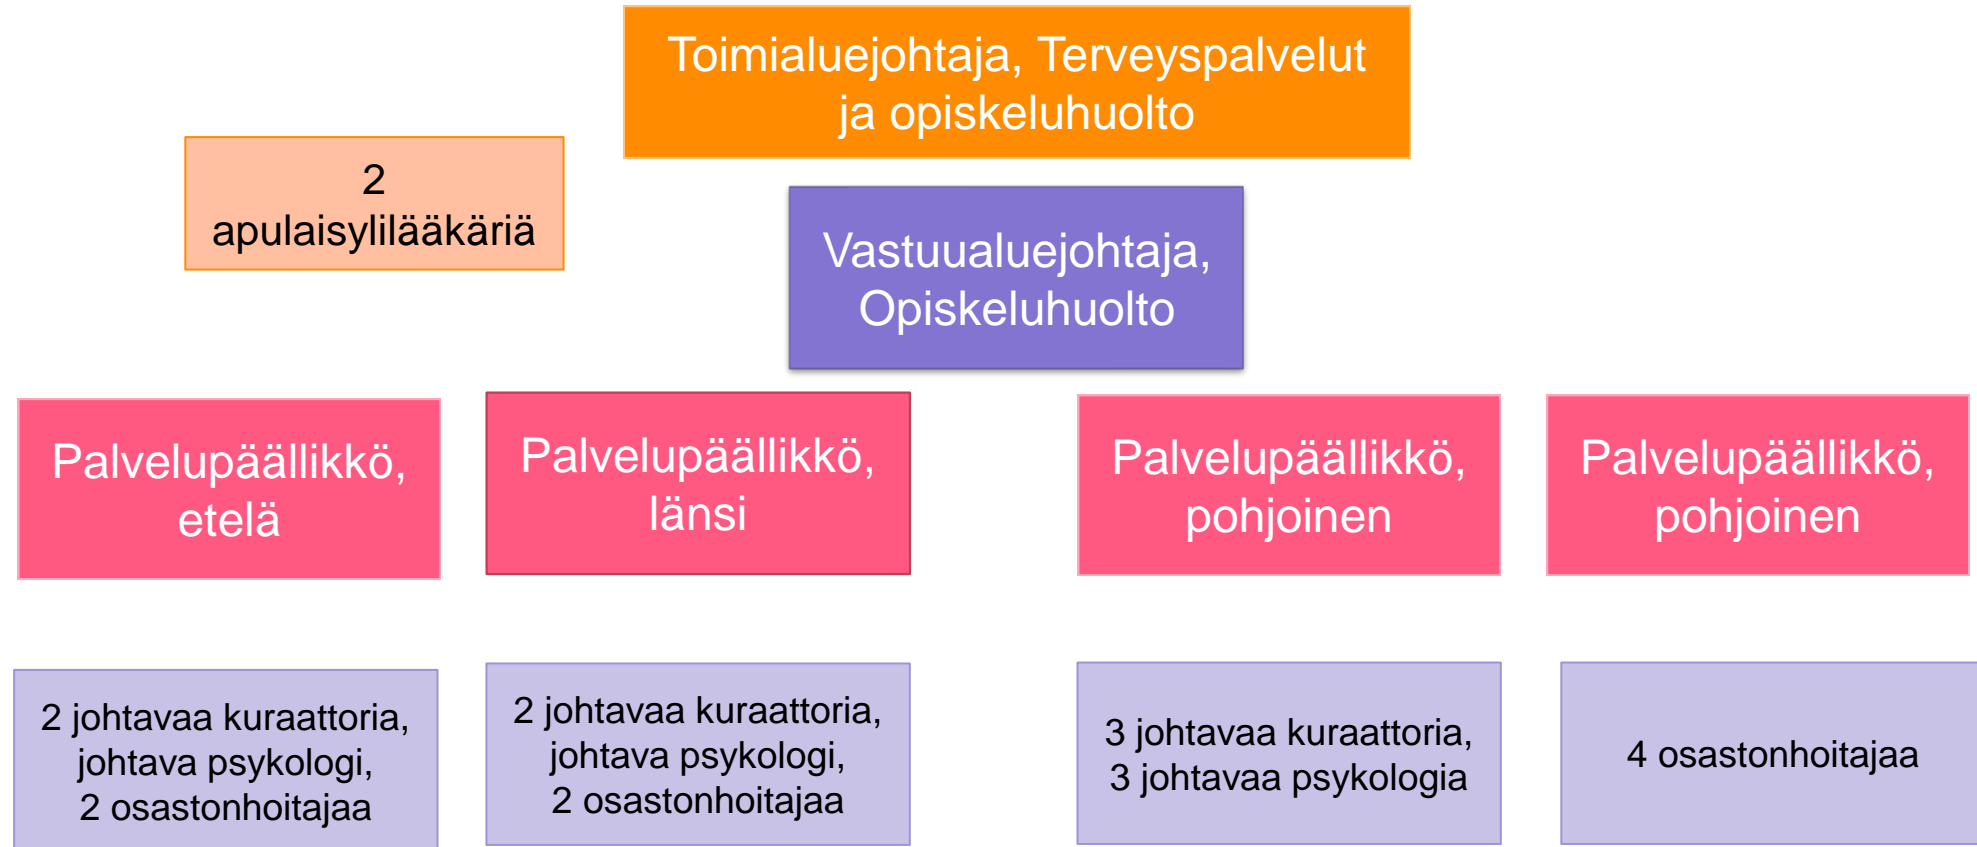 Toimialuejohtaja, Terveyspalvelut
ja opiskeluhuolto
2
apulaisylilääkäriä
Vastuualuejohtaja,
Opiskeluhuolto
Palvelupäällikkö,
etelä
Palvelupäällikkö,
länsi
Palvelupäällikkö,
pohjoinen
Palvelupäällikkö,
pohjoinen
2 johtavaa kuraattoria,
johtava psykologi,
2 osastonhoitajaa
2 johtavaa kuraattoria,
johtava psykologi,
2 osastonhoitajaa
3 johtavaa kuraattoria,
3 johtavaa psykologia
4 osastonhoitajaa